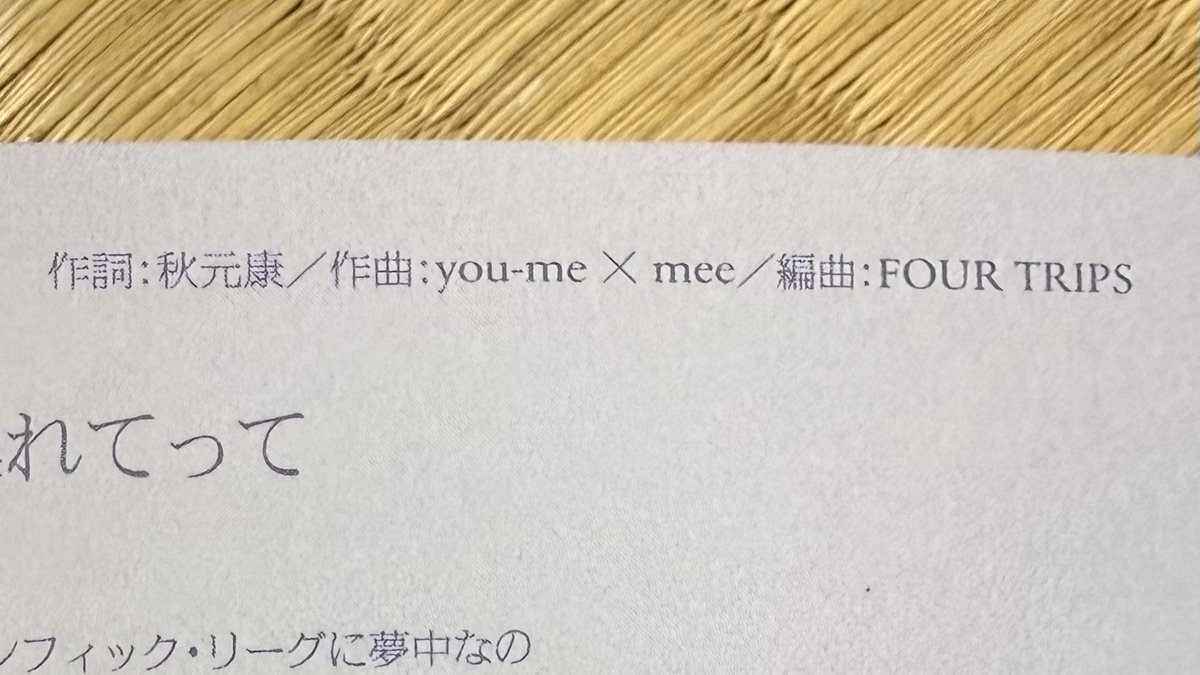 作詞：秋元康／作曲：you-me × mee／編曲：FOUR TRIPS
れてって
フィック・リーグに夢中なの